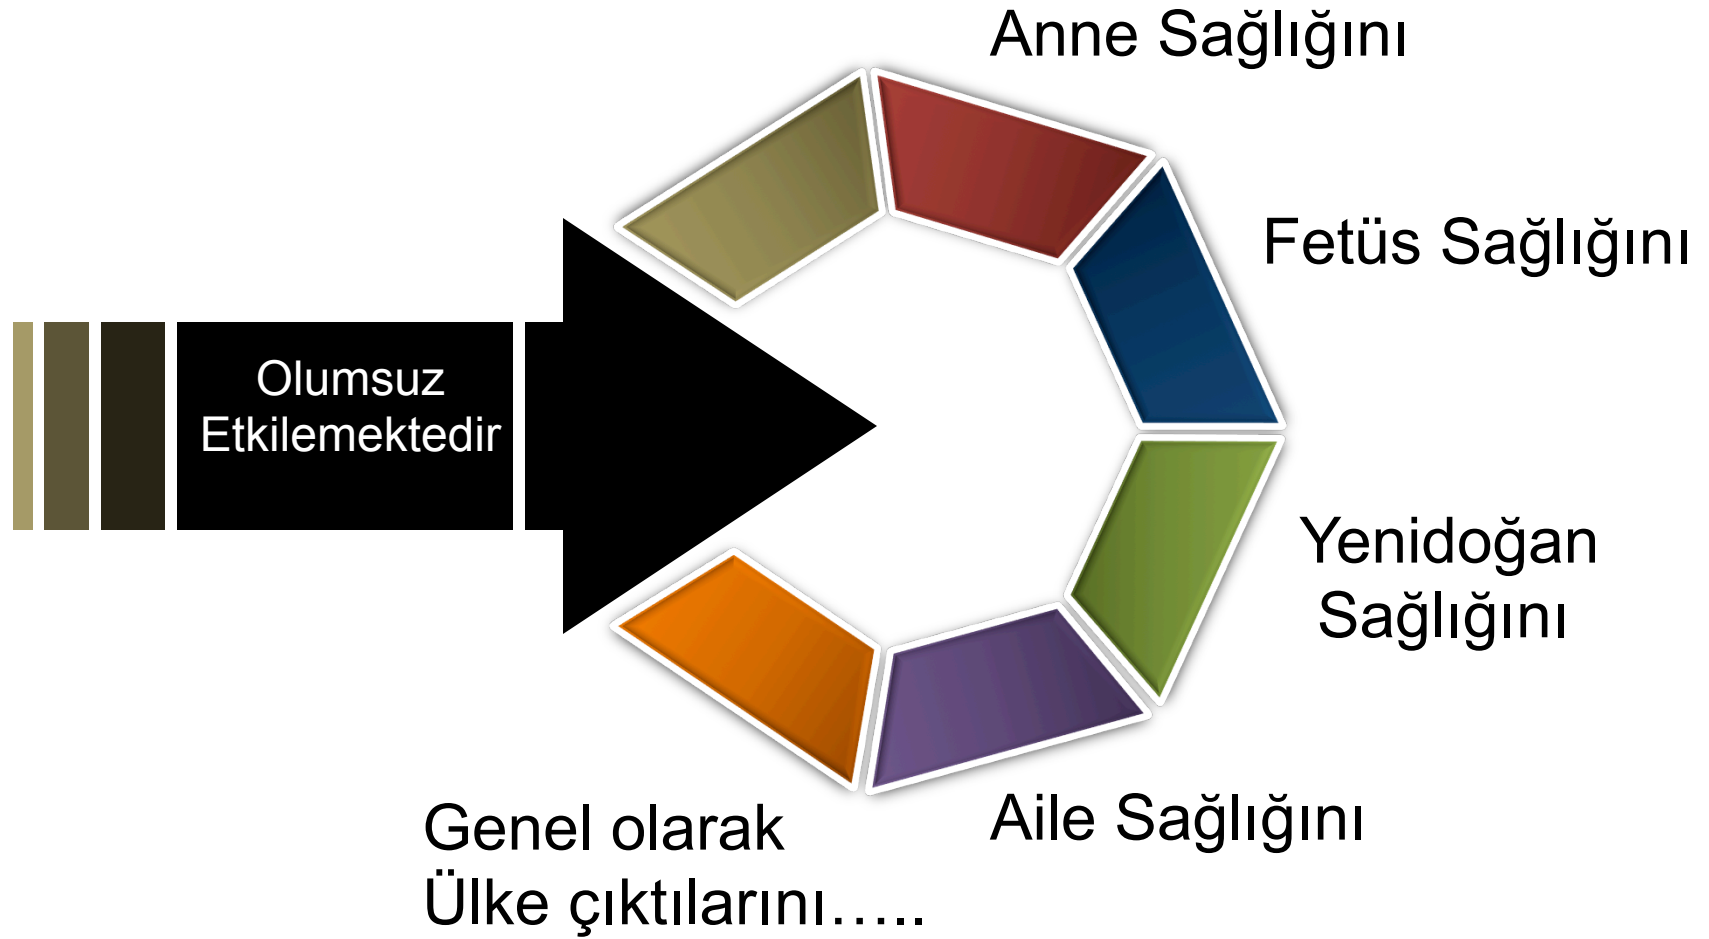 Anne Sağlığını
Fetüs Sağlığını
Olumsuz
Etkilemektedir
Yenidoğan
Sağlığını
Aile Sağlığını
Genel olarak
Ülke çıktılarını…..